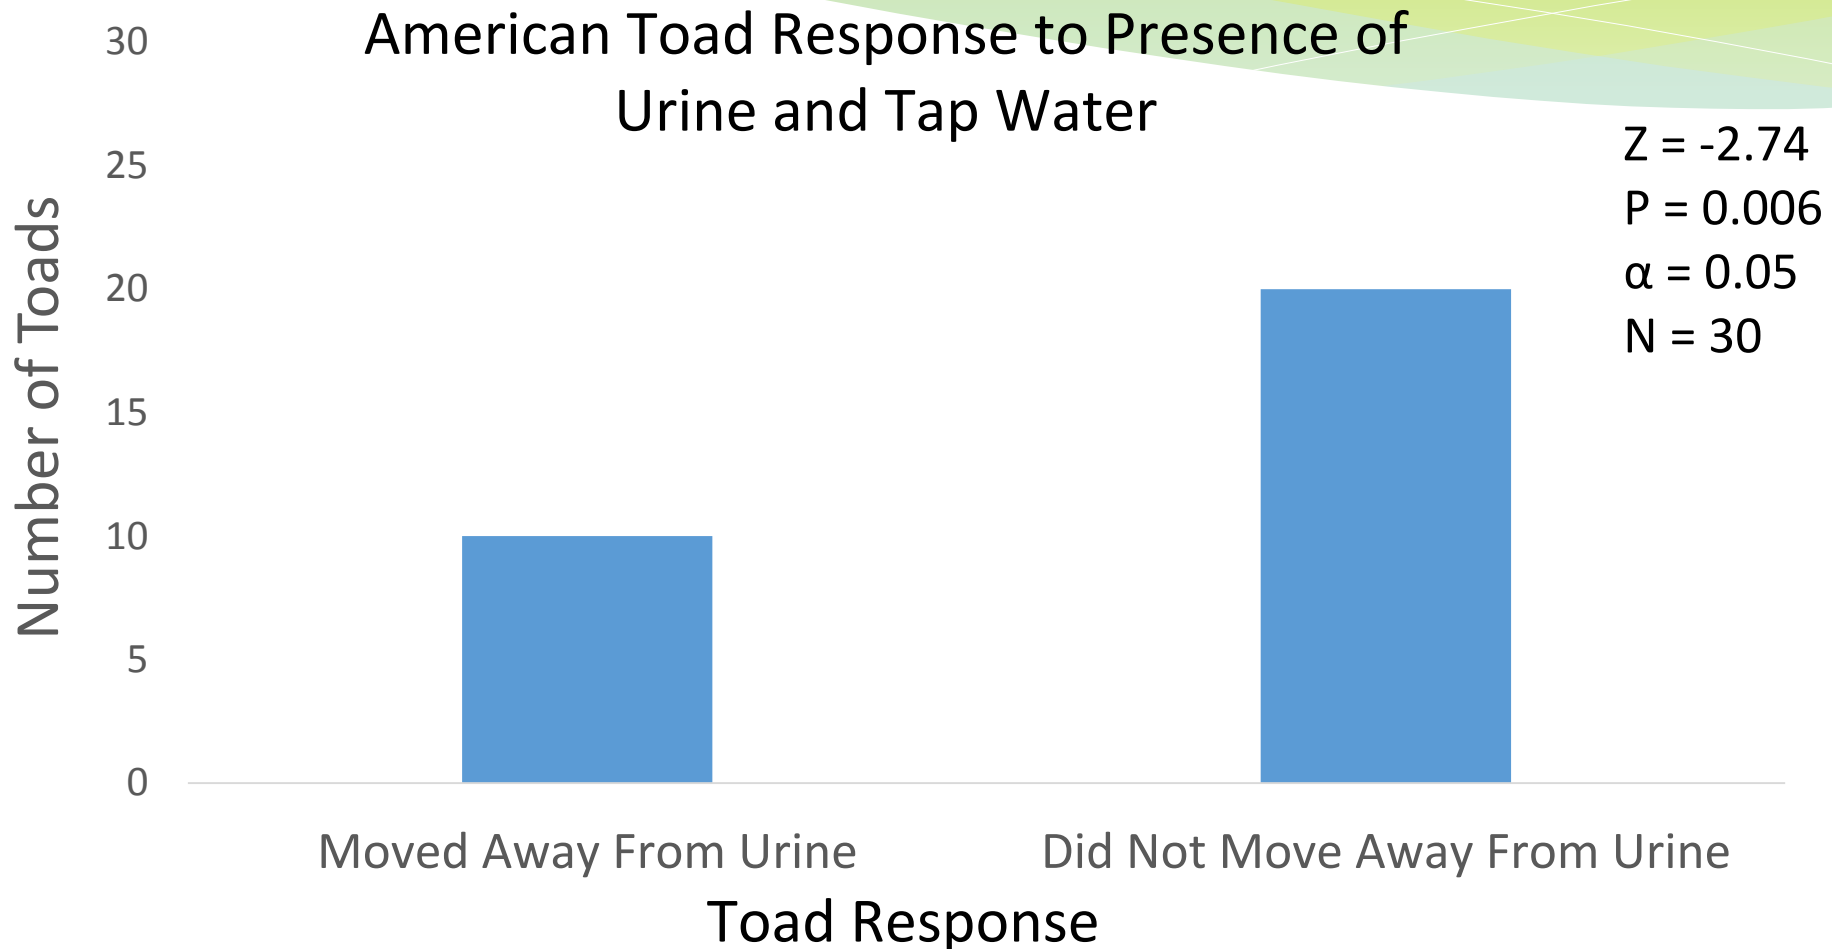 American Toad Response to Presence of
Urine and Tap Water
Z = -2.74
P = 0.006
α = 0.05
N = 30
Number of Toads
30
25
20
15
10
5
0
Moved Away From Urine
Did Not Move Away From Urine
Toad Response